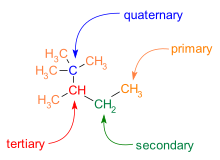 quaternary
H₃C
H₃C C CH₃
primary
H₃C CH CH₃
CH₂
tertiary
secondary